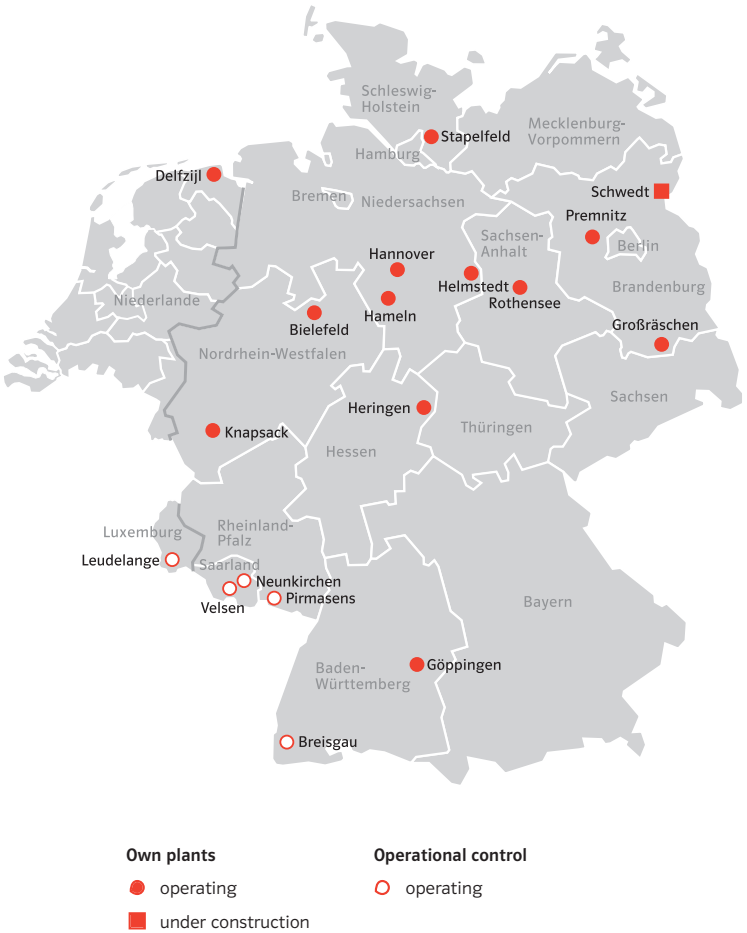 Schleswig-
Holstein
Mecklenburg-
Vorpommern
Stapelfeld
Hamburg
Delfzijl
Schwedt
Bremen
Niedersachsen
Premnitz
Sachsen-
Anhalt
Berlin
Hannover
Helmstedt
Brandenburg
Niederlande
Rothensee
Hameln
Bielefeld
Großräschen
Nordrhein-Westfalen
Sachsen
Heringen
Thüringen
Knapsack
Hessen
Rheinland-
Pfalz
Luxemburg
Leudelange
Saarland
Neunkirchen
Pirmasens
Velsen
Bayern
Göppingen
Baden-
Württemberg
Breisgau
Own plants
operating
under construction
Operational control
operating